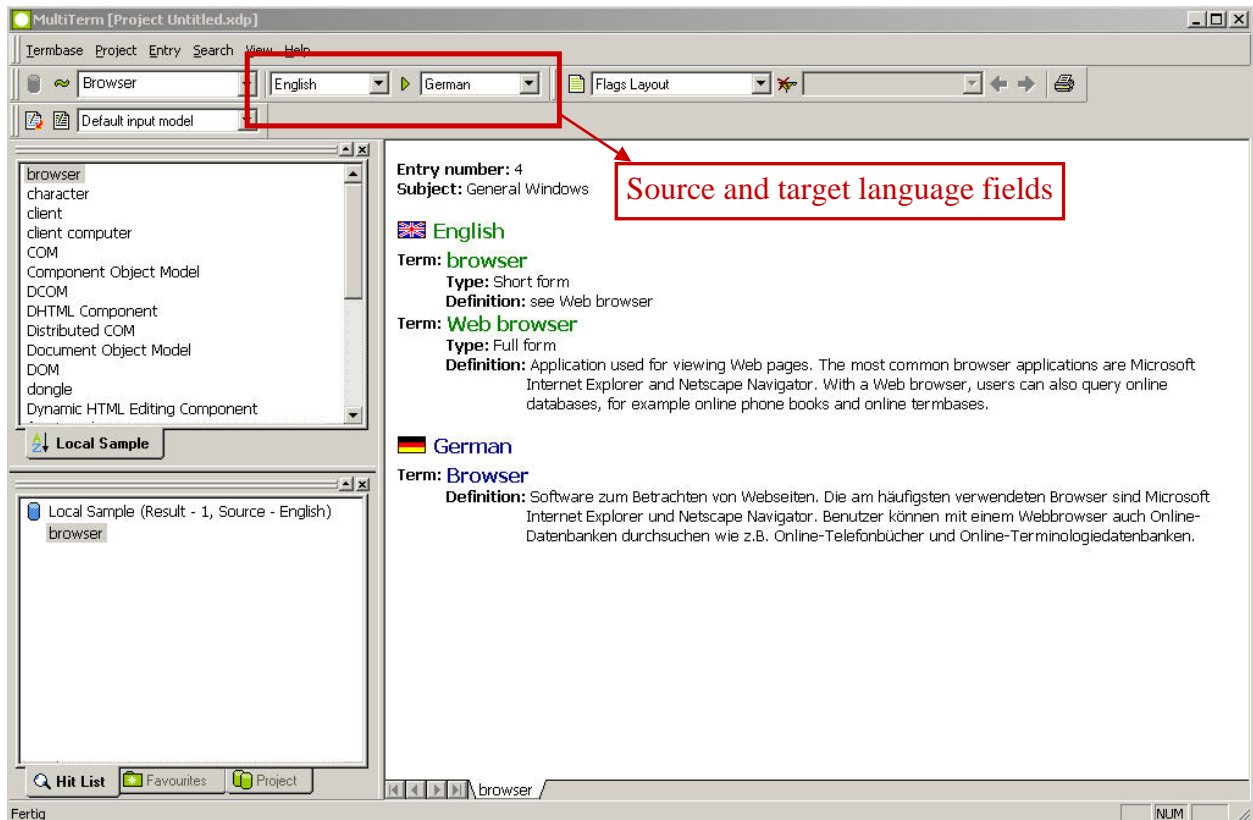 MultiTerm [Project Untitled.xdp]
Termbase Project Entry Search View Help
Browser English German Flags Layout
Default input model
browser
character
client
client computer
COM
Component Object Model
DCOM
DHTML Component
Distributed COM
Document Object Model
DOM
dongle
Dynamic HTML Editing Component
Local Sample
Local Sample (Result - 1, Source - English)
browser
Hit List Favourites Project
Entry number: 4
Subject: General Windows
Source and target language fields
English
Term: browser
Type: Short form
Definition: see Web browser
Term: Web browser
Type: Full form
Definition: Application used for viewing Web pages. The most common browser applications are Microsoft
Internet Explorer and Netscape Navigator. With a Web browser, users can also query online
databases, for example online phone books and online termbases.
German
Term: Browser
Definition: Software zum Betrachten von Webseiten. Die am häufigsten verwendeten Browser sind Microsoft
Internet Explorer und Netscape Navigator. Benutzer können mit einem Webbrowser auch Online-
Datenbanken durchsuchen wie z.B. Online-Telefonbücher und Online-Terminologiedatenbanken.
browser
Fertig NUM